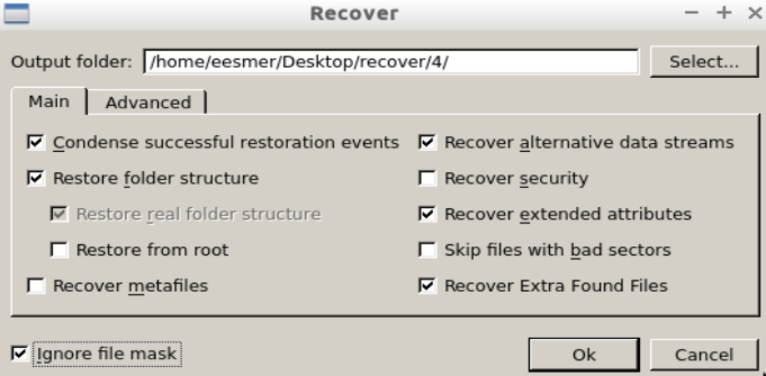 Recover
Output folder: /home/eesmer/Desktop/recover/4/ Select...
Main Advanced
Condense successful restoration events Recover alternative data streams
Restore folder structure Recover security
Restore real folder structure Recover extended attributes
Restore from root Skip files with bad sectors
Recover metafiles Recover Extra Found Files
Ignore file mask Ok Cancel